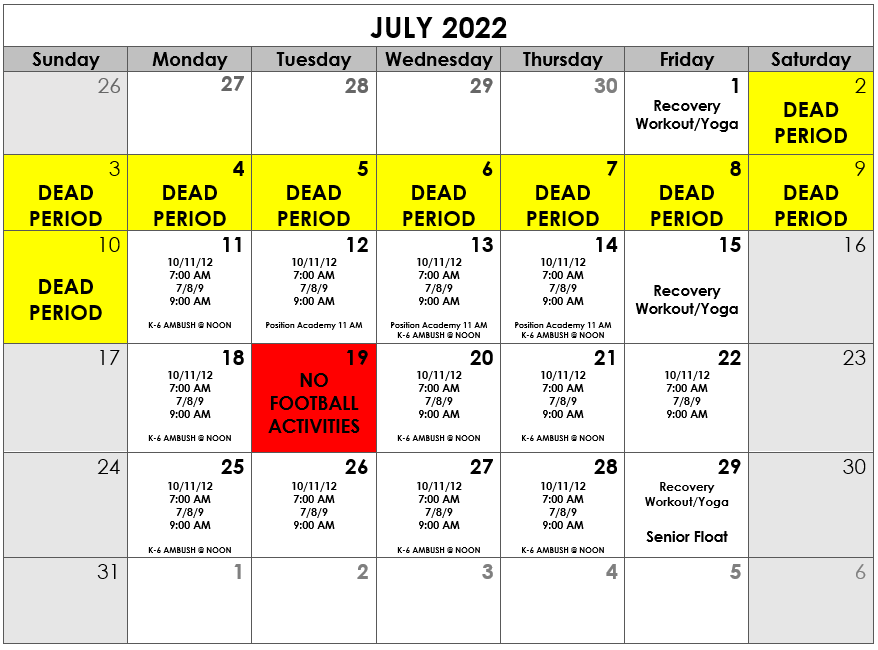 JULY 2022
Sunday Monday Tuesday Wednesday Thursday Friday Saturday
26 27 28 29 30 1 2
Recovery
Workout/Yoga
DEAD
PERIOD
3 4 5 6 7 8 9
DEAD DEAD DEAD DEAD DEAD DEAD DEAD
PERIOD PERIOD PERIOD PERIOD PERIOD PERIOD PERIOD
10
DEAD
PERIOD
11
10/11/12
7:00 AM
7/8/9
9:00 AM
K-6 AMBUSH @ NOON
12
10/11/12
7:00 AM
7/8/9
9:00 AM
Position Academy 11 AM
13
10/11/12
7:00 AM
7/8/9
9:00 AM
Position Academy 11 AM
K-6 AMBUSH @ NOON
14
10/11/12
7:00 AM
7/8/9
9:00 AM
Position Academy 11 AM
K-6 AMBUSH @ NOON
15
Recovery
Workout/Yoga
16
17
18
10/11/12
7:00 AM
7/8/9
9:00 AM
K-6 AMBUSH @ NOON
19
NO
FOOTBALL
ACTIVITIES
20
10/11/12
7:00 AM
7/8/9
9:00 AM
K-6 AMBUSH @ NOON
21
10/11/12
7:00 AM
7/8/9
9:00 AM
K-6 AMBUSH @ NOON
22
10/11/12
7:00 AM
7/8/9
9:00 AM
23
24
25
10/11/12
7:00 AM
7/8/9
9:00 AM
K-6 AMBUSH @ NOON
26
10/11/12
7:00 AM
7/8/9
9:00 AM
27
10/11/12
7:00 AM
7/8/9
9:00 AM
K-6 AMBUSH @ NOON
28
10/11/12
7:00 AM
7/8/9
9:00 AM
K-6 AMBUSH @ NOON
29
Recovery
Workout/Yoga
Senior Float
30
31 1 2 3 4 5 6